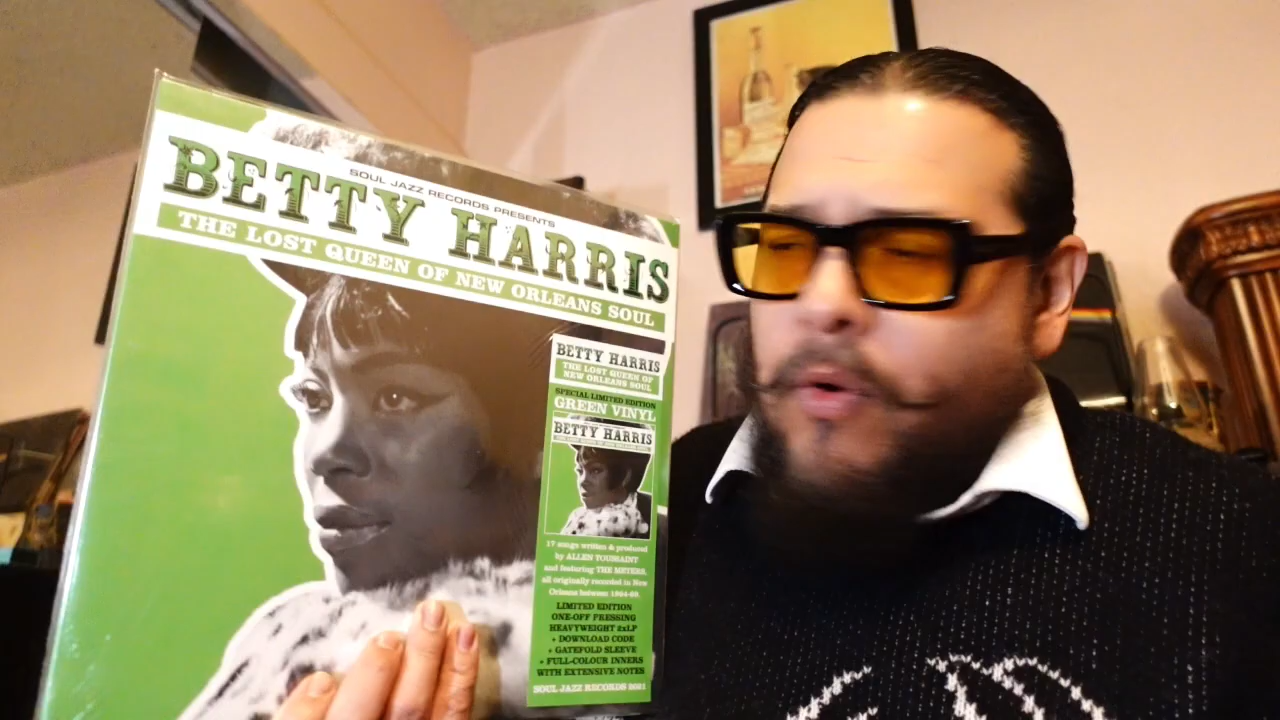 SOUL JAZZ RECORDS PRESENTS
BETTY HARRIS
THE LOST QUEEN OF NEW ORLEANS SOUL
BETTY HARRIS
THE LOST QUEEN OF
NEW ORLEANS SOUL
SPECIAL LIMITED EDITION
GREEN VINYL
BETTY HARRIS
17 songs written & produced
by ALLEN TOUSSAINT
and featuring THE METERS,
all originally recorded in New
Orleans between 1964-69.
LIMITED EDITION
ONE-OFF PRESSING
HEAVYWEIGHT 2xLP
+ DOWNLOAD CODE
+ GATEFOLD SLEEVE
+ FULL-COLOUR INNERS
WITH EXTENSIVE NOTES
SOUL JAZZ RECORDS 2021